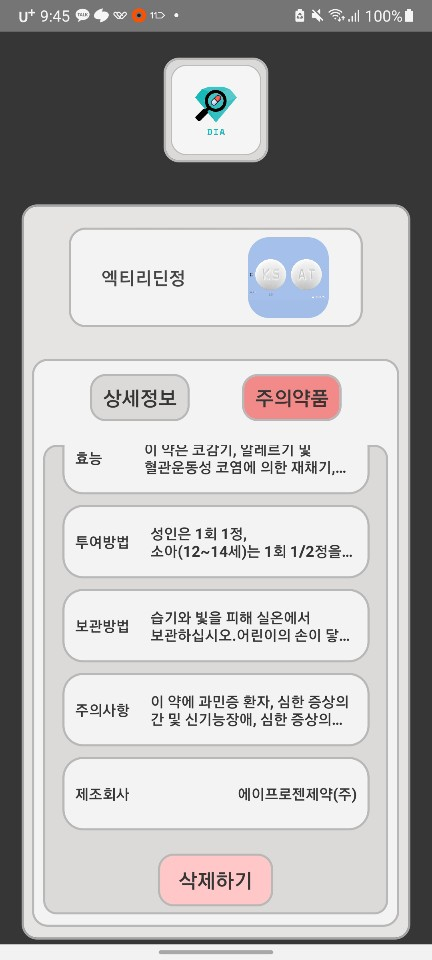 U+ 9:45
100%
DIA
엑티리딘정
KS AT
상세정보
주의약품
효능
이 약은 코감기, 알레르기 및
혈관운동성 코염에 의한 재채기,...
투여방법
성인은 1회 1정,
소아(12~14세)는 1회 1/2정을...
보관방법
습기와 빛을 피해 실온에서
보관하십시오.어린이의 손이 닿...
주의사항
이 약에 과민증 환자, 심한 증상의
간 및 신기능장애, 심한 증상의...
제조회사
에이프로젠제약(주)
삭제하기